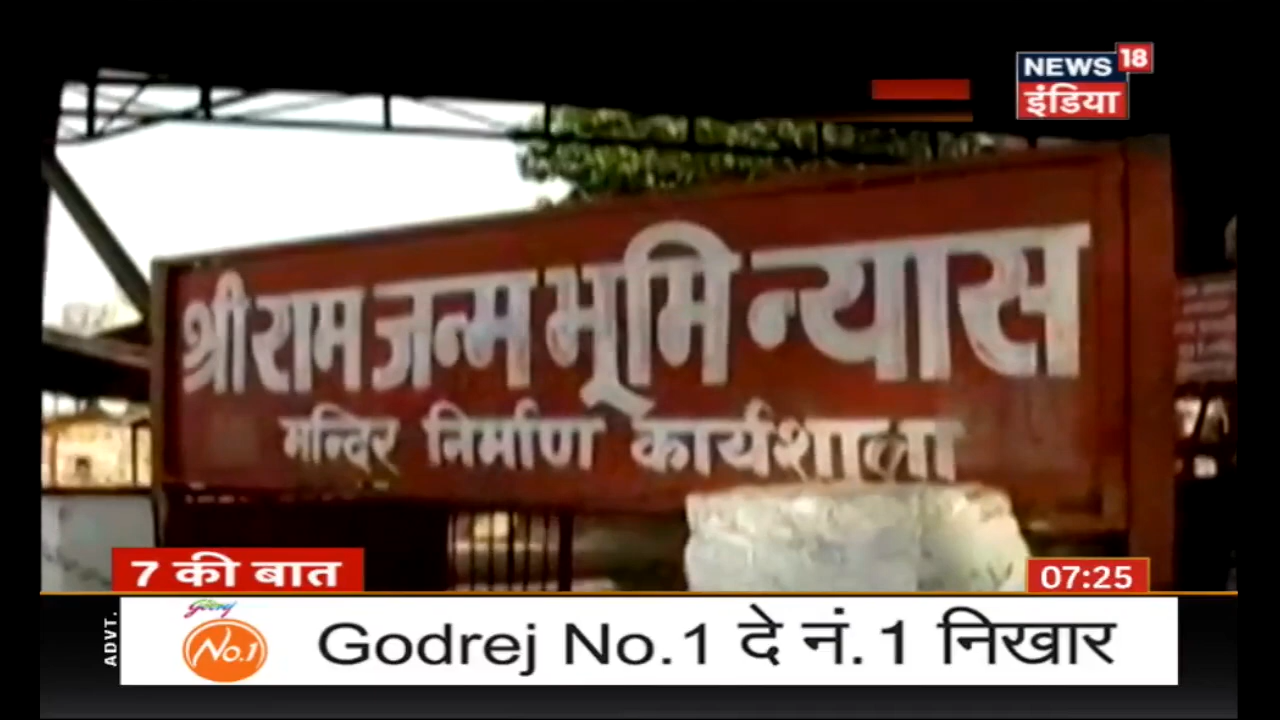 NEWS 18
इंडिया
श्री राम जन्म भूमि न्यास
मन्दिर निर्माण कार्यशाला
7 की बात
07:25
ADVT.
Godrej
No.1
Godrej No.1 दे नं.1 निखार